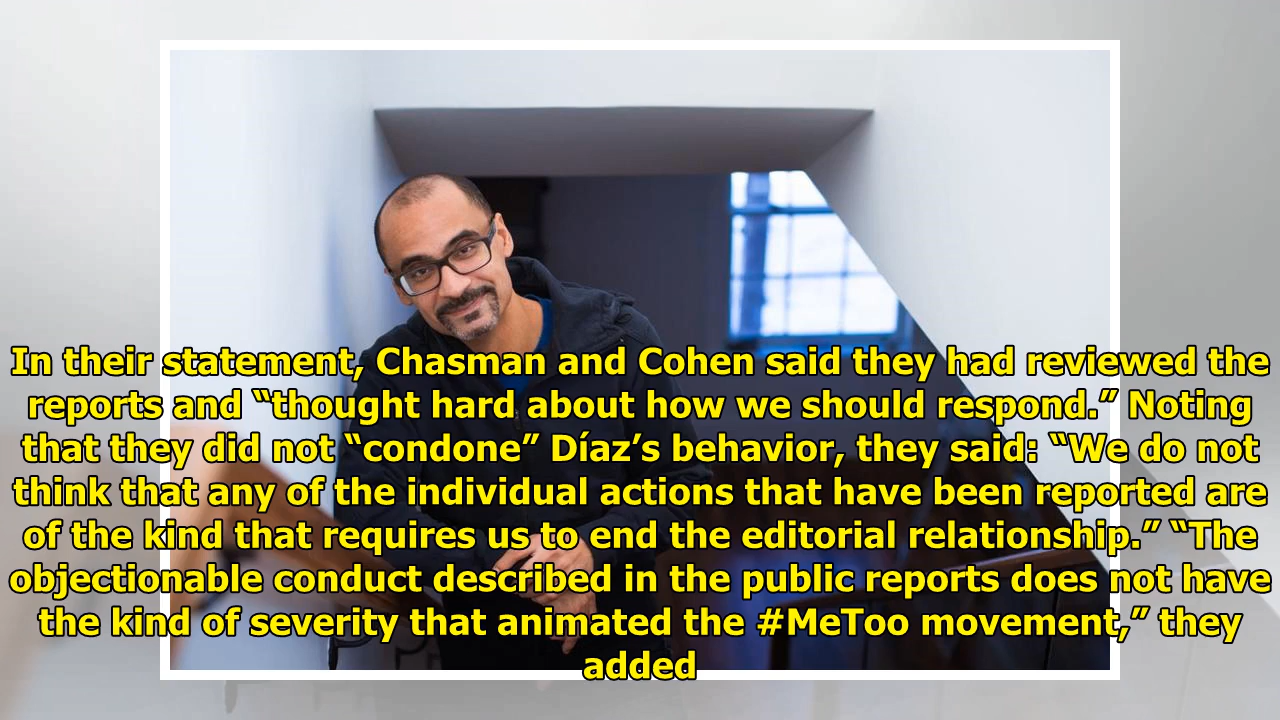 In their statement, Chasman and Cohen said they had reviewed the
reports and “thought hard about how we should respond.” Noting
that they did not “condone” Díaz’s behavior, they said: “We do not
think that any of the individual actions that have been reported are
of the kind that requires us to end the editorial relationship.” “The
objectionable conduct described in the public reports does not have
the kind of severity that animated the #MeToo movement,” they
added